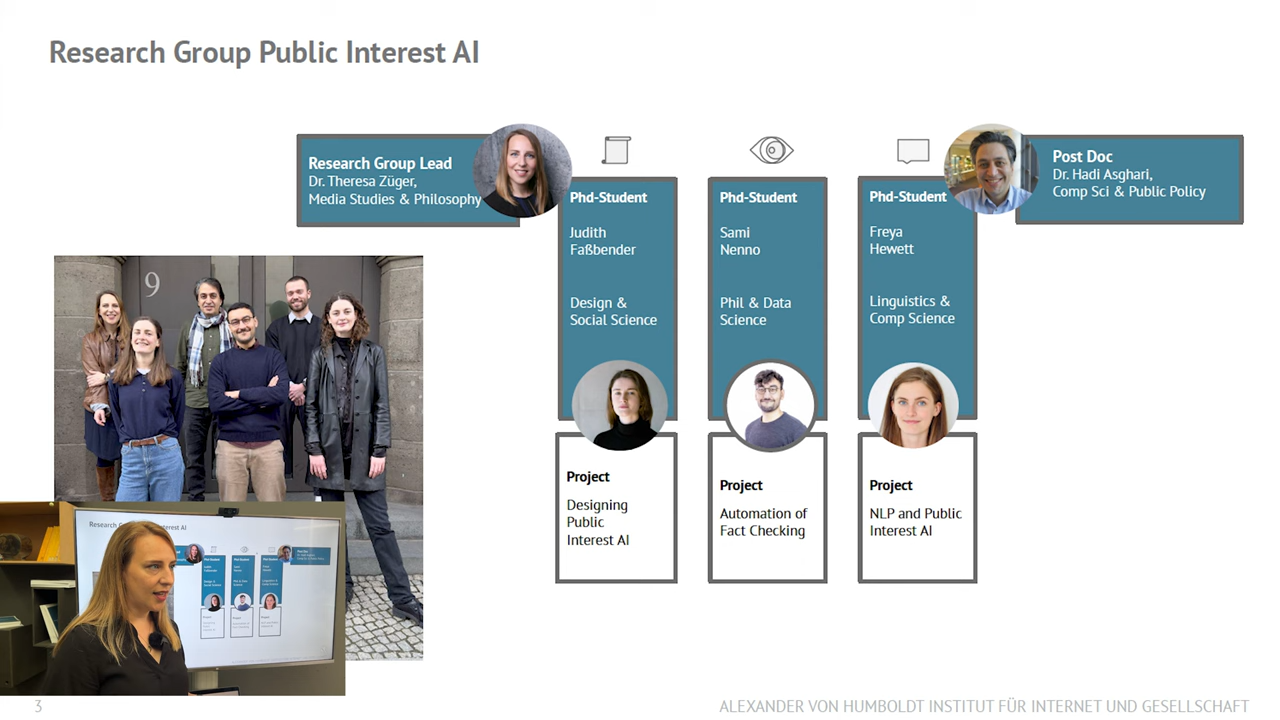 Research Group Public Interest AI
Research Group Lead
Dr. Theresa Züger,
Media Studies & Philosophy
Phd-Student
Judith
Faßbender
Design &
Social Science
Project
Designing
Public
Interest AI
Phd-Student
Sami
Nenno
Phil & Data
Science
Project
Automation of
Fact Checking
Phd-Student
Freya
Hewett
Linguistics &
Comp Science
Project
NLP and Public
Interest AI
Post Doc
Dr. Hadi Asghari,
Comp Sci & Public Policy
9
Research G
terest AI
3
ALEXANDER VON HUMBOLDT INSTITUT FÜR INTERNET UND GESELLSCHAFT